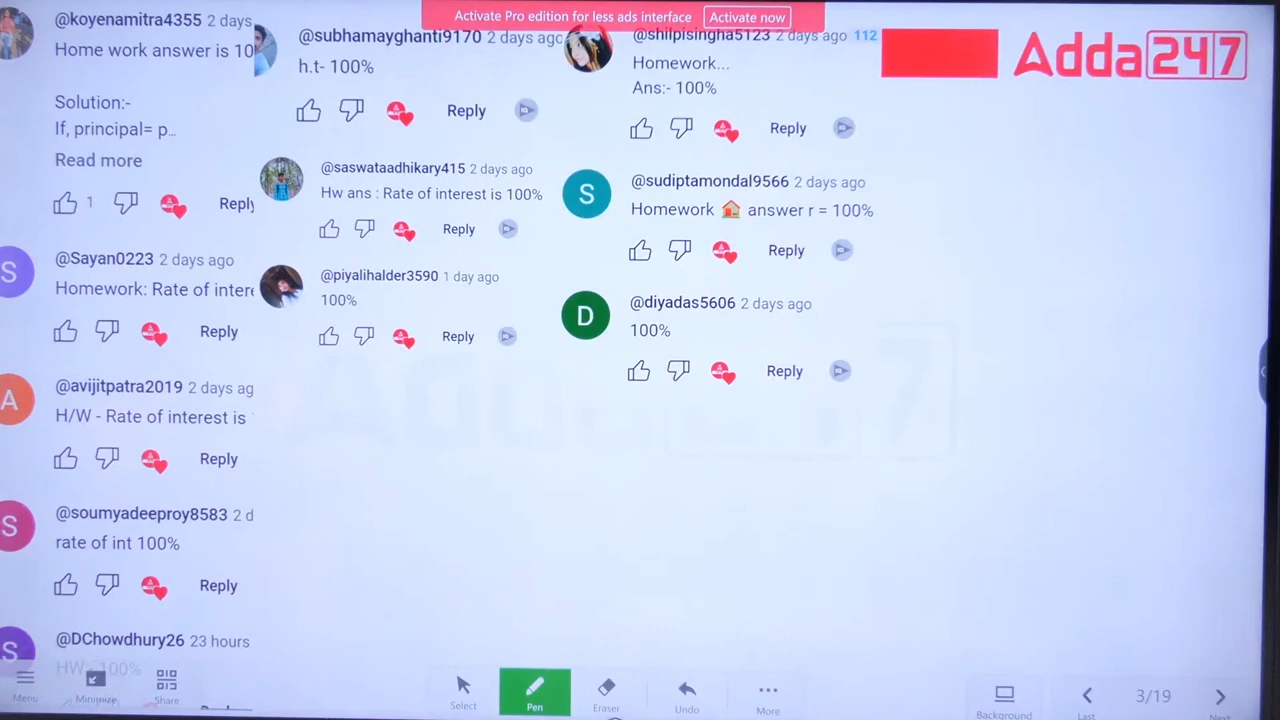 Activate Pro edition for less ads interface
Activate now
Adda247
@koyenamitra4355 2 days
Home work answer is 10
Solution:-
If, principal= p...
Read more
1
Reply
@Sayan0223 2 days ago
Homework: Rate of intere
Reply
@avijitpatra2019 2 days ag
H/W - Rate of interest is
Reply
@soumyadeeproy8583 2 d
rate of int 100%
Reply
@DChowdhury26 23 hours
HW:- 100%
@subhamayghanti9170 2 days ago
h.t- 100%
Reply
@saswataadhikary415 2 days ago
Hw ans : Rate of interest is 100%
Reply
@piyalihalder3590 1 day ago
100%
Reply
@shilpisingha5123 2 days ago 112
Homework...
Ans:- 100%
Reply
S
@sudiptamondal9566 2 days ago
Homework 🏠 answer r = 100%
Reply
D
@diyadas5606 2 days ago
100%
Reply
S
A
S
S
Menu
Minimize
Share
Select
Pen
Eraser
Undo
More
Background
Last
3/19
Next